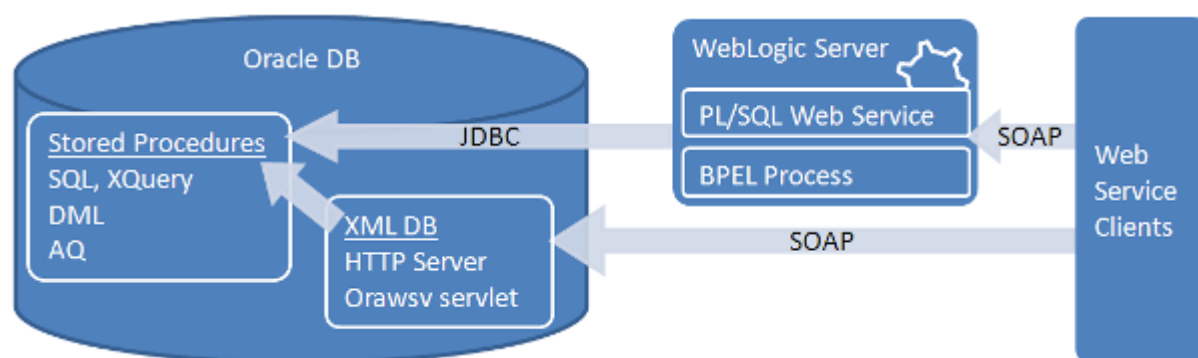 Oracle DB
Stored Procedures
SQL, XQuery
DML
AQ
XML DB
HTTP Server
Orawsv servlet
JDBC
WebLogic Server
PL/SQL Web Service
BPEL Process
SOAP
SOAP
Web
Service
Clients